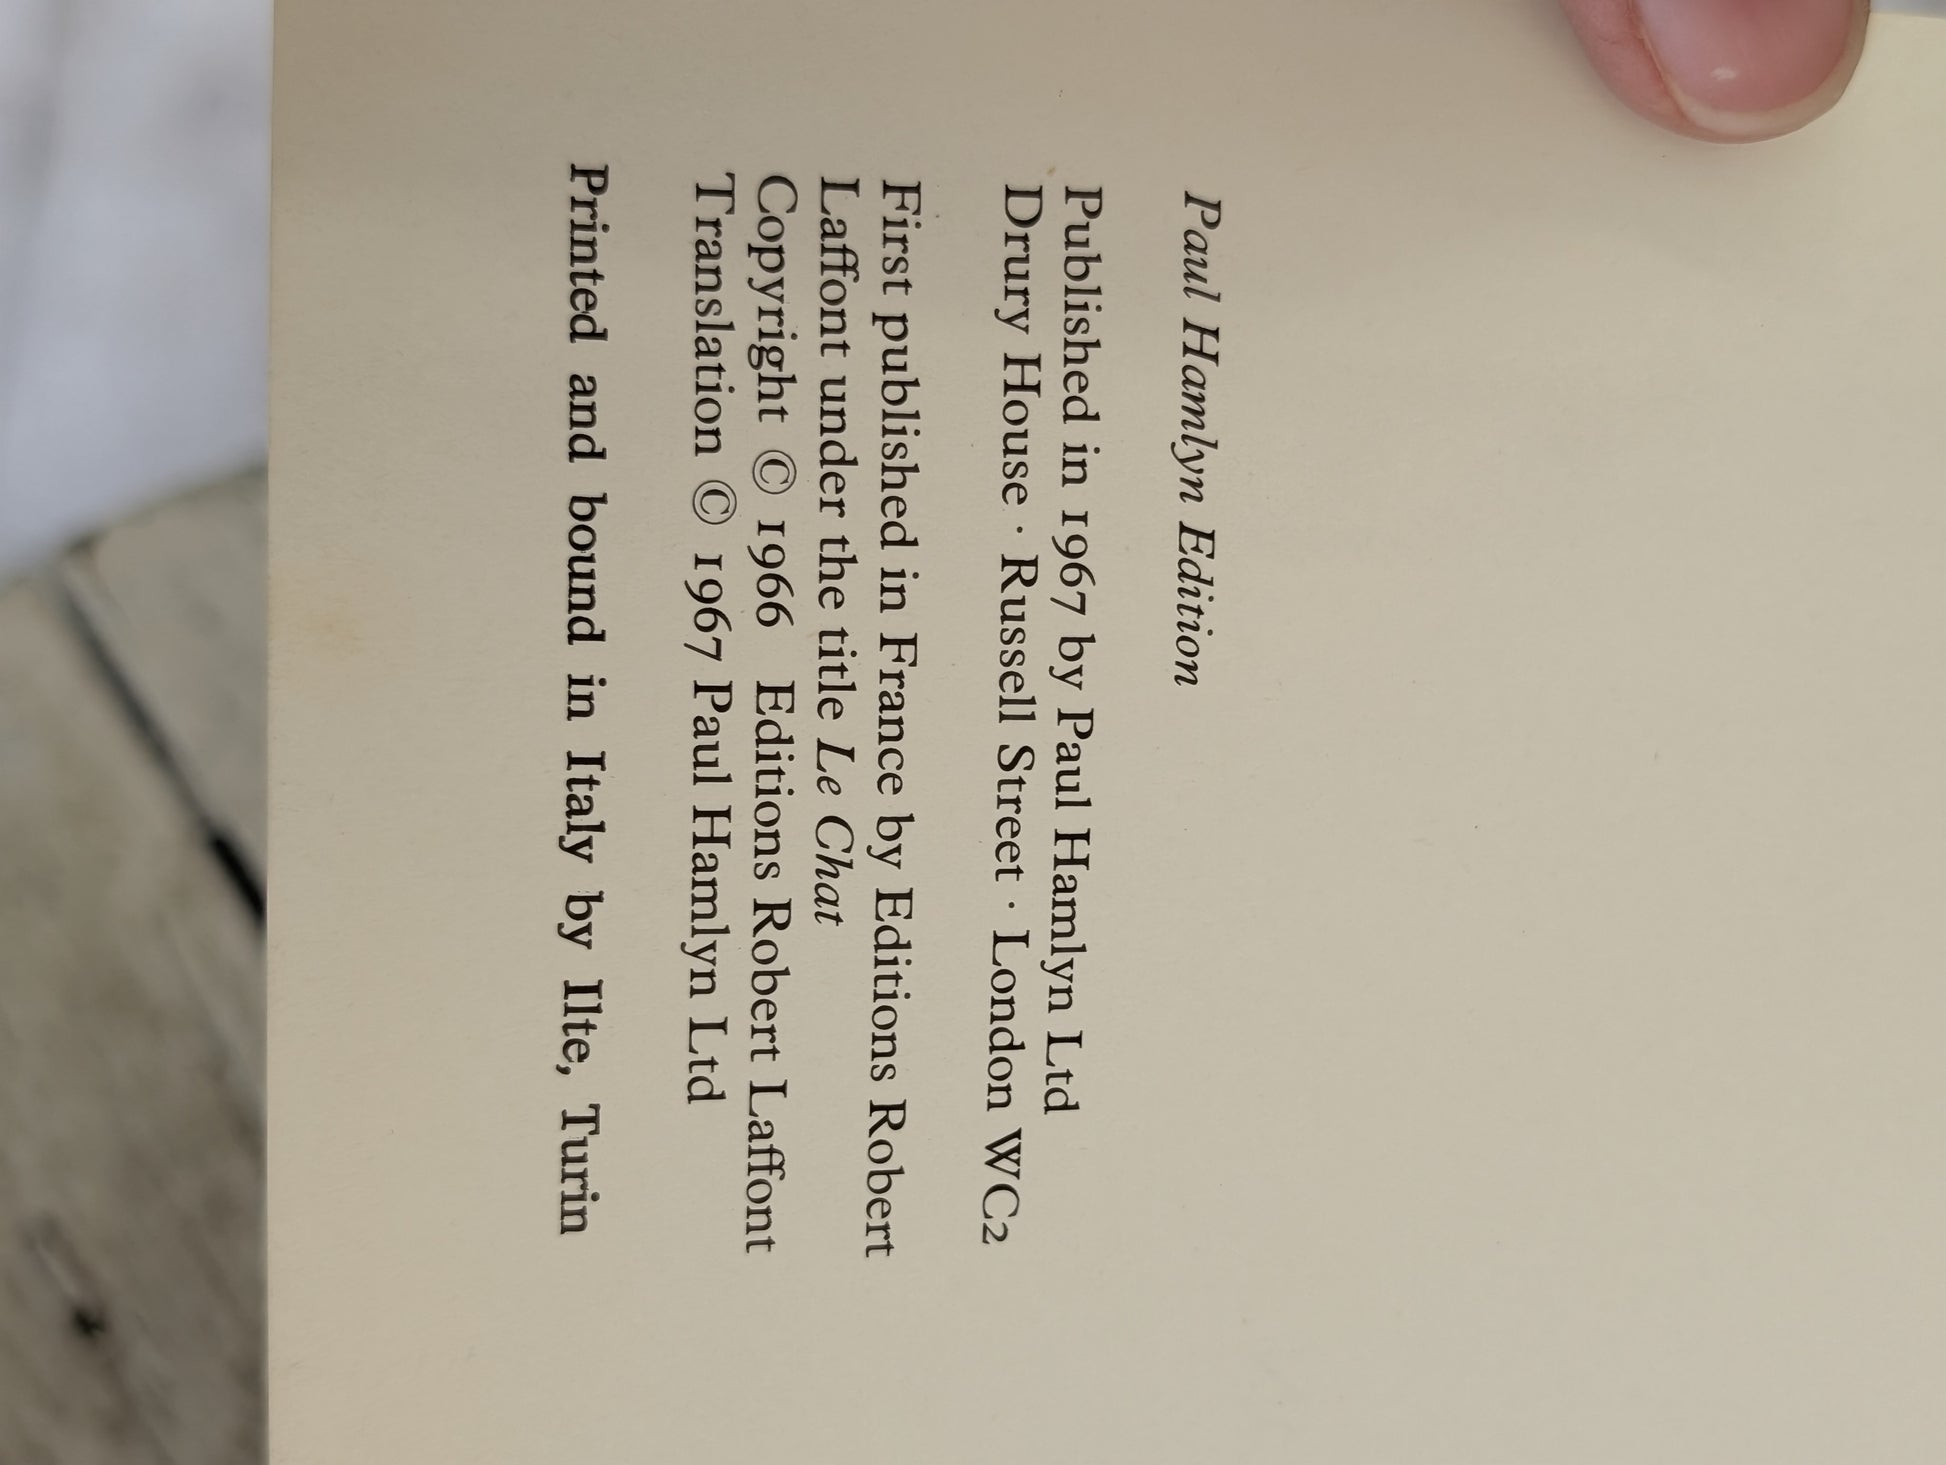 Paul Hamlyn Edition
Published in 1967 by Paul Hamlyn Ltd
Drury House · Russell Street · London WC2
First published in France by Editions Robert
Laffont under the title Le Chat
Copyright © 1966 Editions Robert Laffont
Translation © 1967 Paul Hamlyn Ltd
Printed and bound in Italy by Ilte, Turin